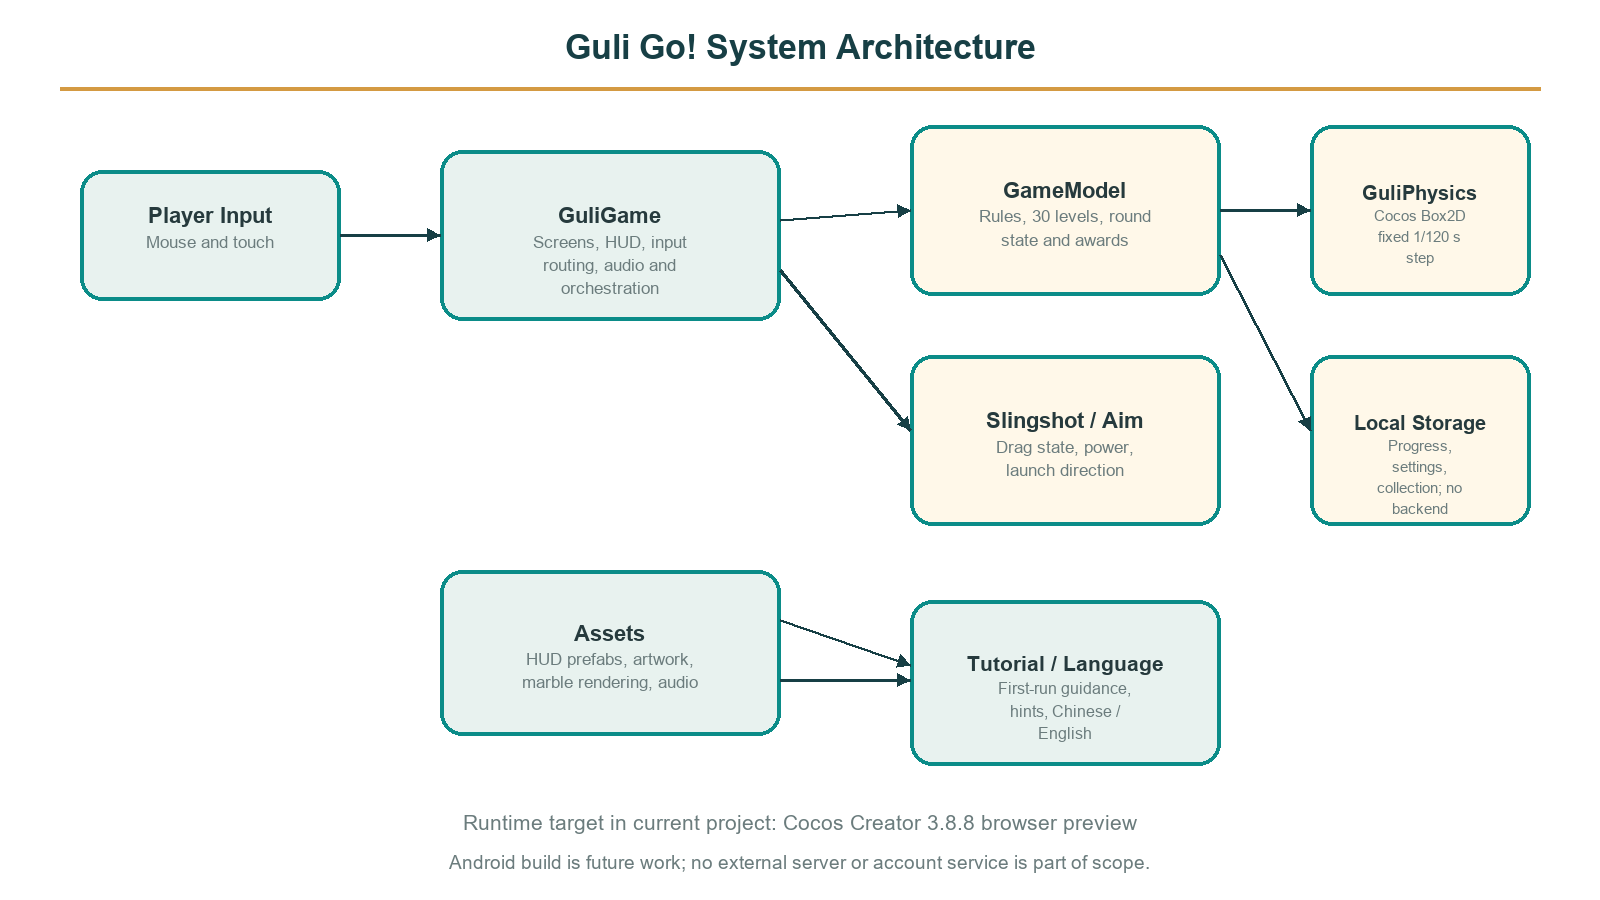 Guli Go! System Architecture
Player Input
Mouse and touch
GuliGame
Screens, HUD, input
routing, audio and
orchestration
GameModel
Rules, 30 levels, round
state and awards
GuliPhysics
Cocos Box2D
fixed 1/120 s
step
Slingshot / Aim
Drag state, power,
launch direction
Local Storage
Progress,
settings,
collection; no
backend
Assets
HUD prefabs, artwork,
marble rendering, audio
Tutorial / Language
First-run guidance,
hints, Chinese /
English
Runtime target in current project: Cocos Creator 3.8.8 browser preview
Android build is future work; no external server or account service is part of scope.